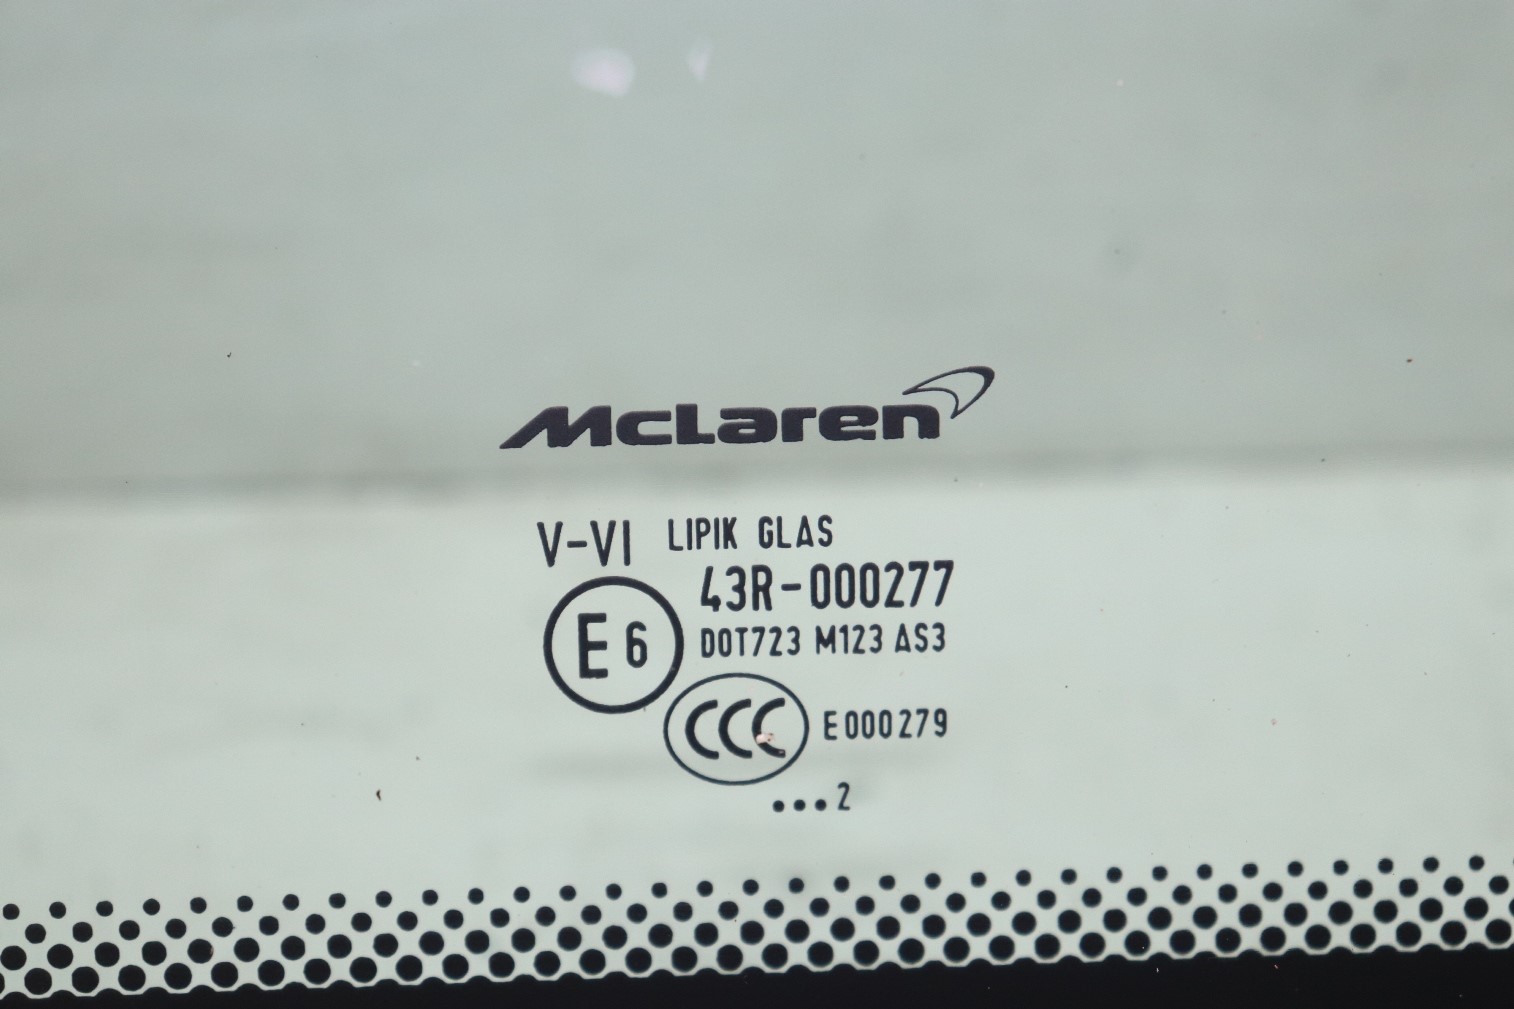 McLaren
V-VI LIPIK GLAS
43R-000277
E6 DOT723 M123 AS3
CCC E000279
...2